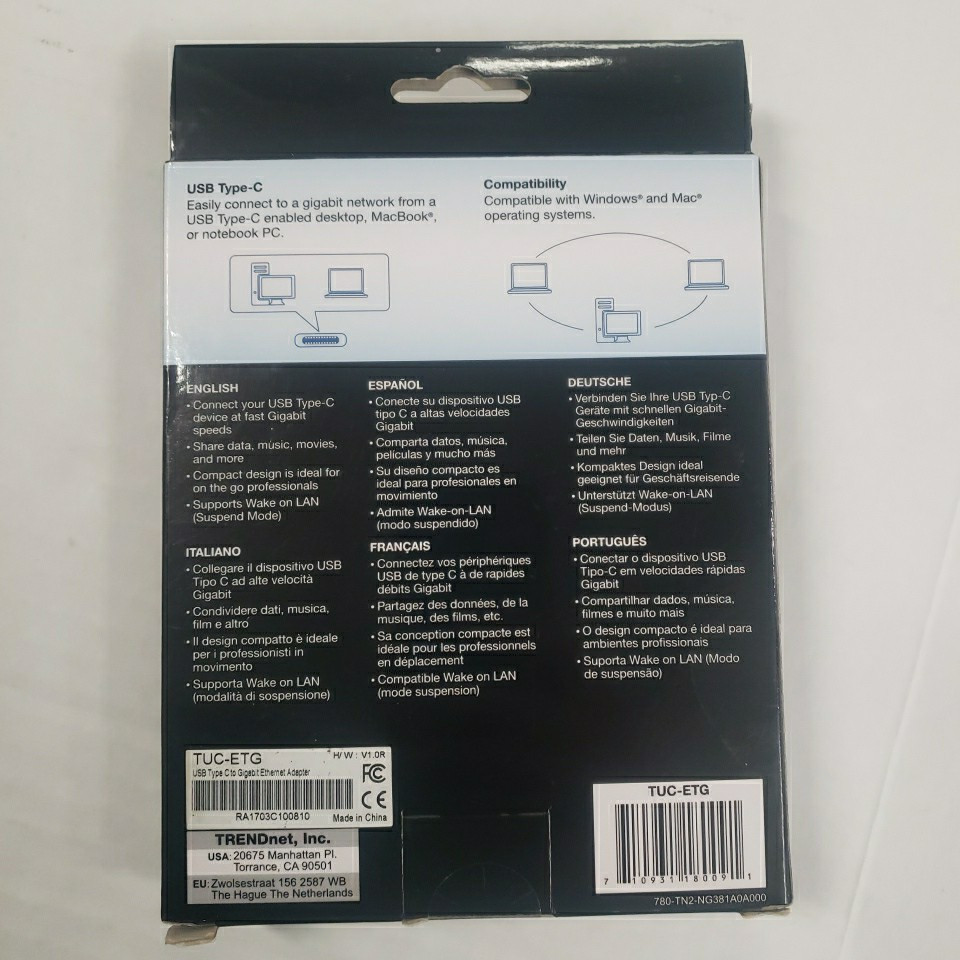 USB Type-C
Easily connect to a gigabit network from a
USB Type-C enabled desktop, MacBook®,
or notebook PC.
Compatibility
Compatible with Windows® and Mac®
operating systems.
ENGLISH
• Connect your USB Type-C
device at fast Gigabit
speeds
• Share data, music, movies,
and more
• Compact design is ideal for
on the go professionals
• Supports Wake on LAN
(Suspend Mode)
ESPAÑOL
• Conecte su dispositivo USB
tipo C a altas velocidades
Gigabit
• Comparta datos, música,
películas y mucho más
• Su diseño compacto es
ideal para profesionales en
movimiento
• Admite Wake-on-LAN
(modo suspendido)
DEUTSCHE
• Verbinden Sie Ihre USB Typ-C
Geräte mit schnellen Gigabit-
Geschwindigkeiten
• Teilen Sie Daten, Musik, Filme
und mehr
• Kompaktes Design ideal
geeignet für Geschäftsreisende
• Unterstützt Wake-on-LAN
(Suspend-Modus)
ITALIANO
• Collegare il dispositivo USB
Tipo C ad alte velocità
Gigabit
• Condividere dati, musica,
film e altro
• Il design compatto è ideale
per i professionisti in
movimento
• Supporta Wake on LAN
(modalità di sospensione)
FRANÇAIS
• Connectez vos périphériques
USB de type C à de rapides
débits Gigabit
• Partagez des données, de la
musique, des films, etc.
• Sa conception compacte est
idéale pour les professionnels
en déplacement
• Compatible Wake on LAN
(mode suspension)
PORTUGUÊS
• Conectar o dispositivo USB
Tipo-C em velocidades rápidas
Gigabit
• Compartilhar dados, música,
filmes e muito mais
• O design compacto é ideal para
ambientes profissionais
• Suporta Wake on LAN (Modo
de suspensão)
TUC-ETG H/W : V1.0R
USB Type C to Gigabit Ethernet Adapter
FC
CE
RA1703C100810 Made in China
TRENDnet, Inc.
USA: 20675 Manhattan Pl.
Torrance, CA 90501
EU: Zwolsestraat 156 2587 WB
The Hague The Netherlands
TUC-ETG
7 10931 18009 1
780-TN2-NG381A0A000